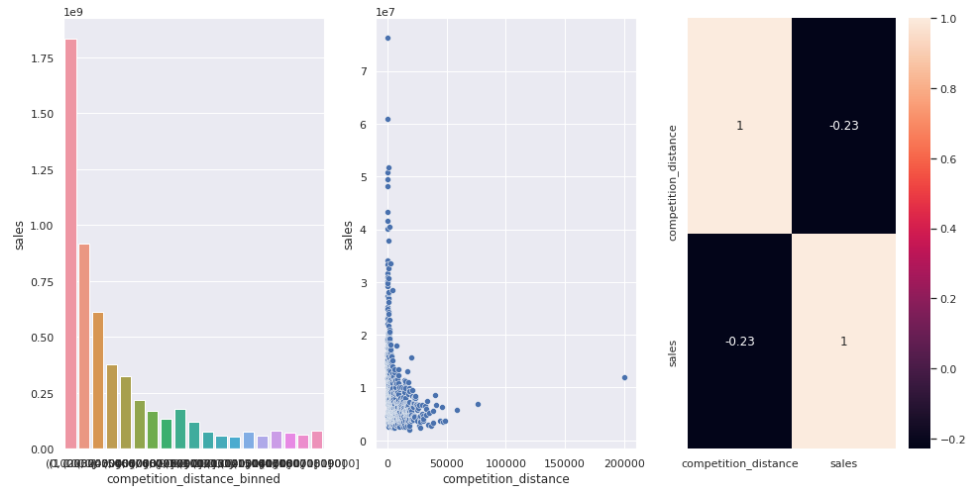 1e9
1.75
1.50
1.25
1.00
0.75
0.50
0.25
0.00
sales
competition_distance_binned
1e7
7
6
5
4
3
2
1
0
sales
0 50000 100000 150000 200000
competition_distance
competition_distance
sales
1 -0.23
-0.23 1
competition_distance sales
1.0
0.8
0.6
0.4
0.2
0.0
−0.2